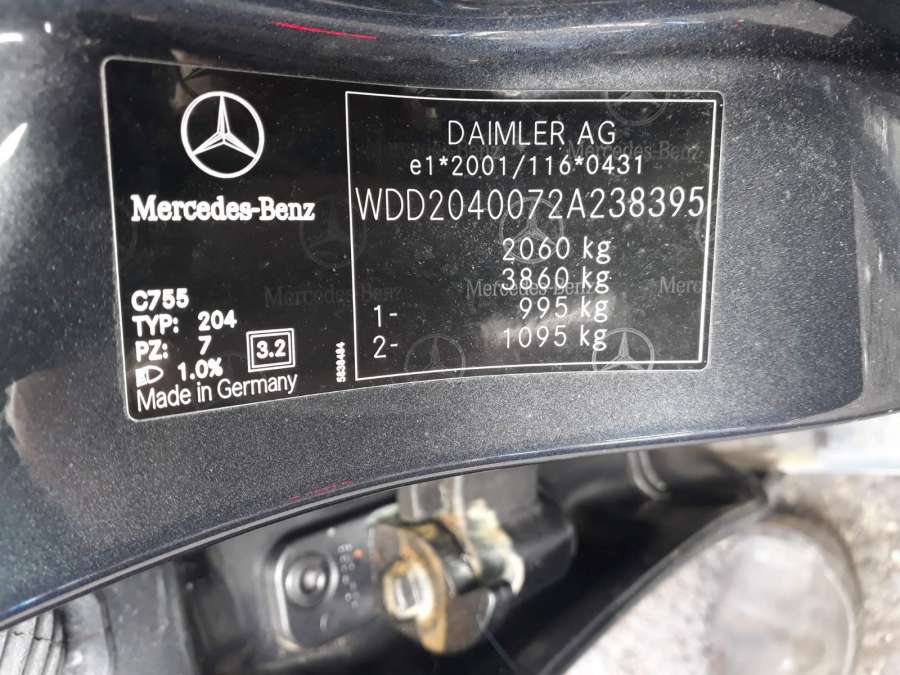 Mercedes-Benz
C755
TYP: 204
PZ: 7
1.0%
3.2
Made in Germany
5838484
DAIMLER AG
e1*2001/116*0431
WDD2040072A238395
2060 kg
3860 kg
1- 995 kg
2- 1095 kg